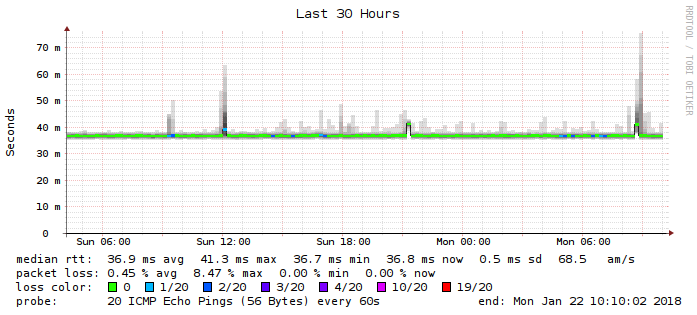 Last 30 Hours
RRDTOOL / TOBI OETIKER
Seconds
70 m
60 m
50 m
40 m
30 m
20 m
10 m
0
Sun 06:00 Sun 12:00 Sun 18:00 Mon 00:00 Mon 06:00
median rtt: 36.9 ms avg 41.3 ms max 36.7 ms min 36.8 ms now 0.5 ms sd 68.5 am/s
packet loss: 0.45 % avg 8.47 % max 0.00 % min 0.00 % now
loss color: 0 1/20 2/20 3/20 4/20 10/20 19/20
probe: 20 ICMP Echo Pings (56 Bytes) every 60s end: Mon Jan 22 10:10:02 2018